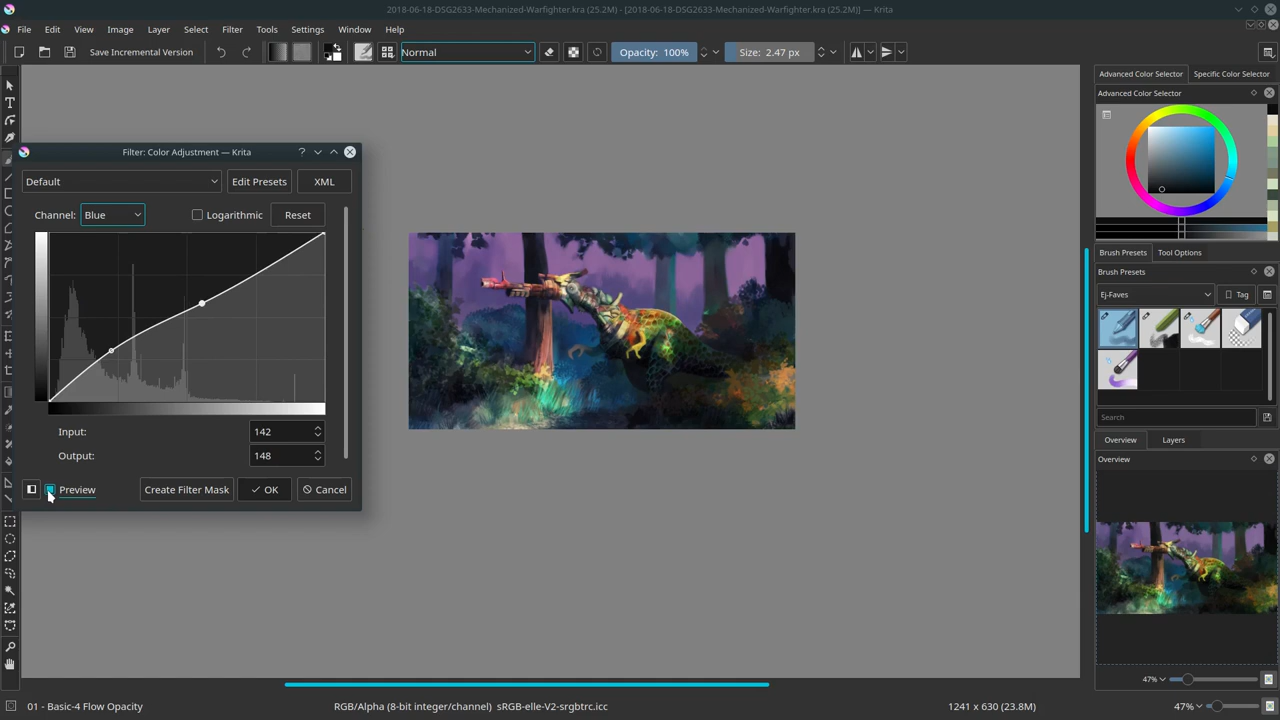 2018-06-18-DSG2633-Mechanized-Warfighter.kra (25.2M) - [2018-06-18-DSG2633-Mechanized-Warfighter.kra (25.2M)] — Krita
File Edit View Image Layer Select Filter Tools Settings Window Help
Save Incremental Version Normal Opacity: 100% Size: 2.47 px
Advanced Color Selector Specific Color Selector
Advanced Color Selector
Filter: Color Adjustment — Krita
Default Edit Presets XML
Channel: Blue Logarithmic Reset
Input: 142
Output: 148
Preview Create Filter Mask OK Cancel
Brush Presets Tool Options
Brush Presets
Ej-Faves Tag
Search
Overview Layers
Overview
47%
01 - Basic-4 Flow Opacity RGB/Alpha (8-bit integer/channel) sRGB-elle-V2-srgbtrc.icc 1241 x 630 (23.8M) 47%